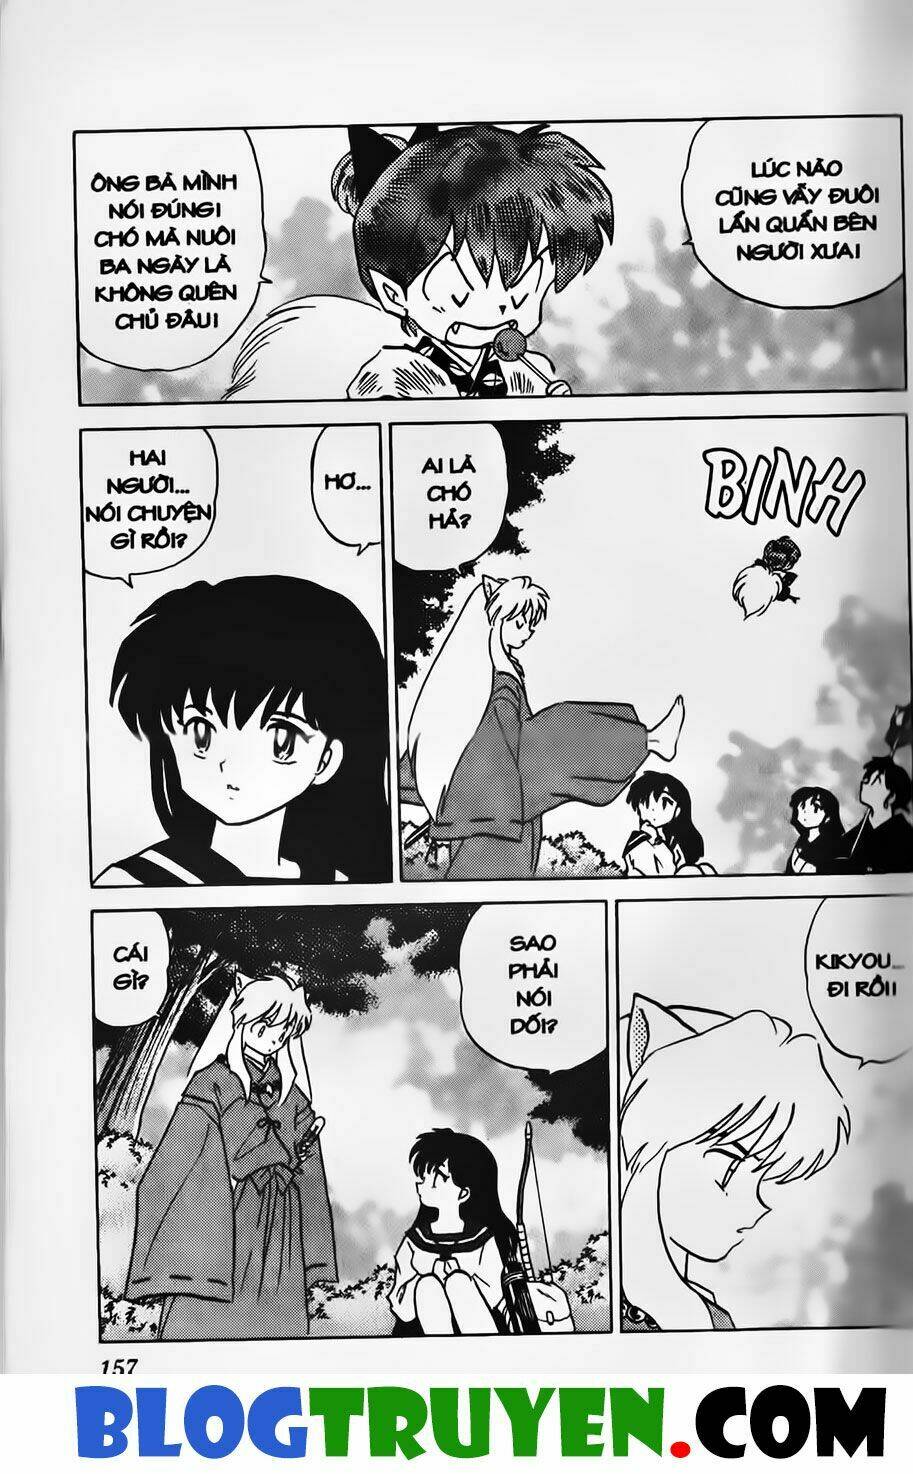 LÚC NÀO
CŨNG VẪY ĐUÔI
LẨN QUẨN BÊN
NGƯỜI XƯA!
ÔNG BÀ MÌNH
NÓI ĐÚNG!
CHÓ MÀ NUÔI
BA NGÀY LÀ
KHÔNG QUÊN
CHỦ ĐÂU!
BINH
AI LÀ
CHÓ
HẢ?
HƠ...
HAI
NGƯỜI...
NÓI CHUYỆN
GÌ RỒI?
KIKYOU...
ĐI RỒI!
SAO
PHẢI
NÓI
DỐI?
CÁI
GÌ?
157
BLOGTRUYEN.COM